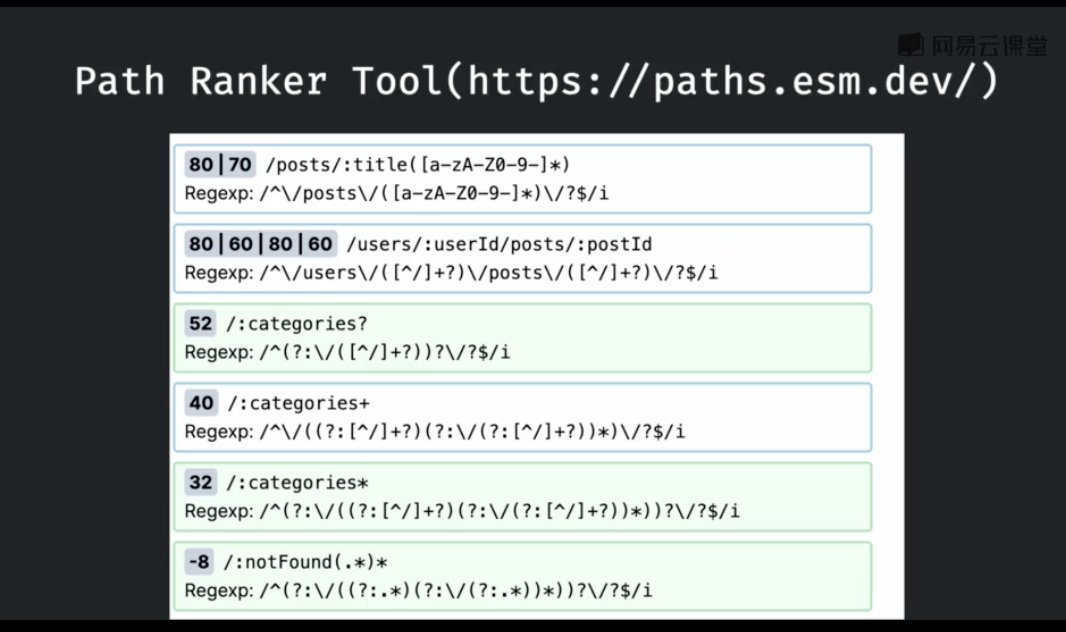 网易云课堂
Path Ranker Tool(https://paths.esm.dev/)
80|70 /posts/:title([a-zA-Z0-9-]*)
Regexp: /^\/posts\/([a-zA-Z0-9-]*)\/?$/i
80|60|80|60 /users/:userId/posts/:postId
Regexp: /^\/users\/([^/]+?)\/posts\/([^/]+?)\/?$/i
52 /:categories?
Regexp: /^(?:\/([^/]+?))?\/?$/i
40 /:categories+
Regexp: /^\/((?:[^/]+?)(?:\/(?:[^/]+?))*)\/?$/i
32 /:categories*
Regexp: /^(?:\/((?:[^/]+?)(?:\/(?:[^/]+?))*))?\/?$/i
-8 /:notFound(.*)*
Regexp: /^(?:\/((?:.*)(?:\/(?:.*))*))?\/?$/i